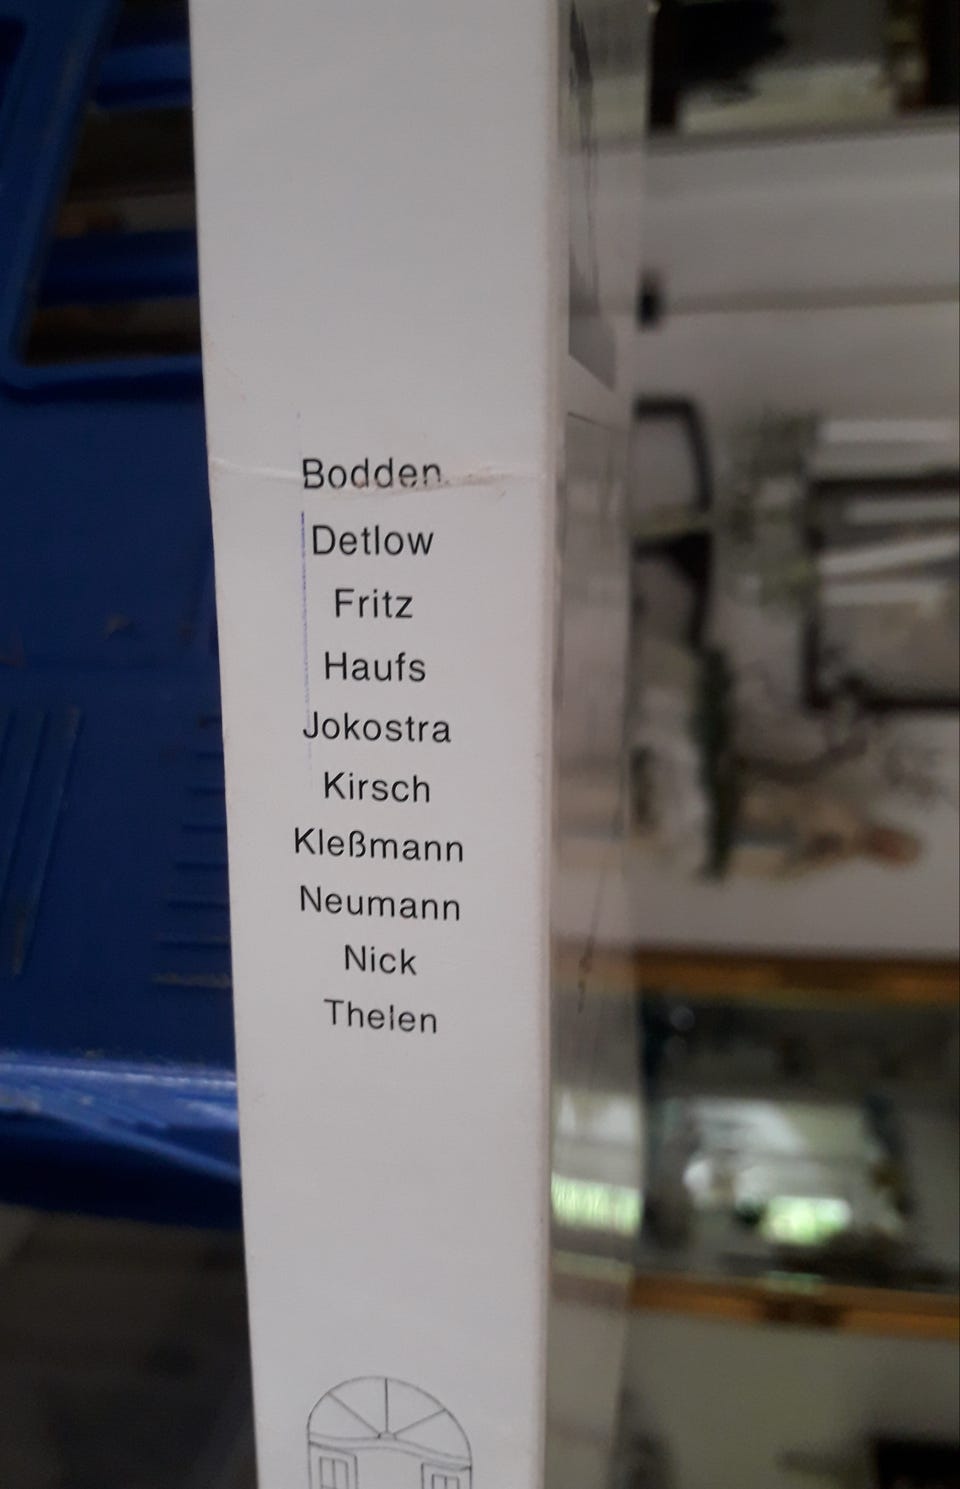 Bodden
Detlow
Fritz
Haufs
Jokostra
Kirsch
Kleßmann
Neumann
Nick
Thelen